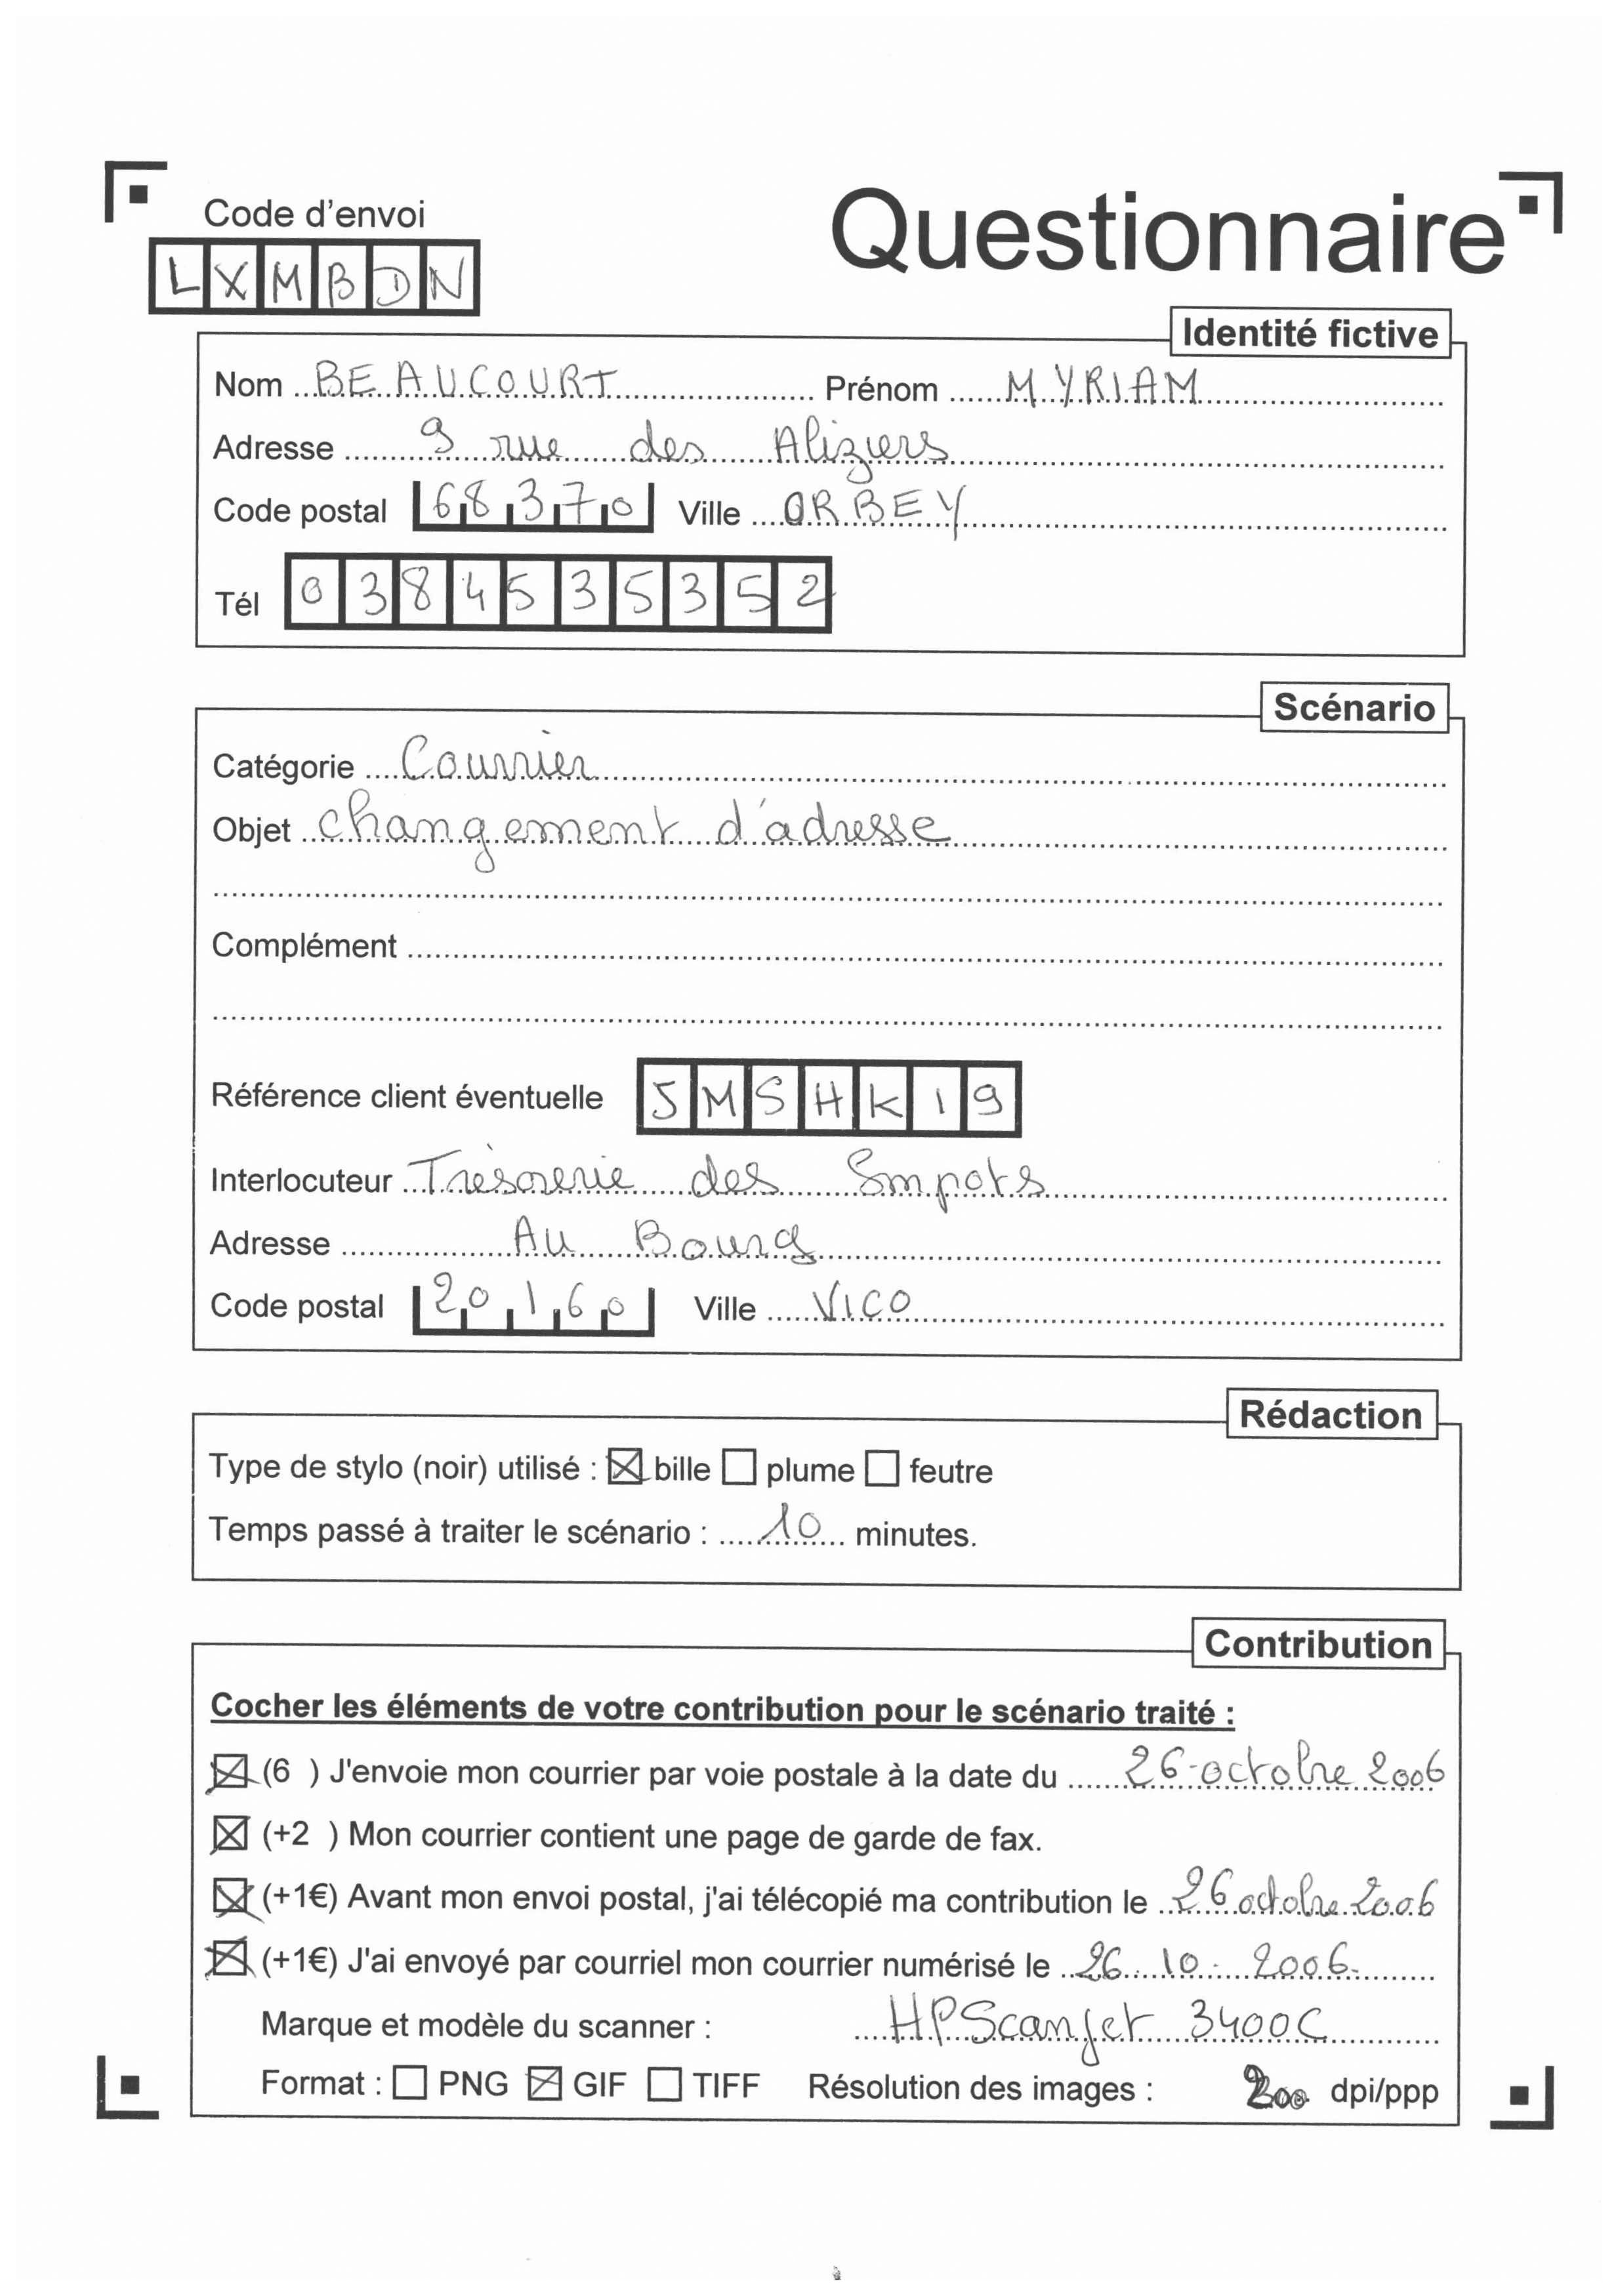 Code d'envoi
Questionnaire
LXMBDN
Identité fictive
Nom BEAUCOURT Prénom MYRIAM
Adresse 9 rue des Aliziers
Code postal 68370 Ville ORBEY
Tél 0384535352
Scénario
Catégorie Courrier
Objet changement d'adresse
Complément
Référence client éventuelle JMSHK19
Interlocuteur Trésorerie des Impots
Adresse Au Bourg
Code postal 20160 Ville VICO
Rédaction
Type de stylo (noir) utilisé : ☒ bille ☐ plume ☐ feutre
Temps passé à traiter le scénario : 10 minutes.
Contribution
Cocher les éléments de votre contribution pour le scénario traité :
☒ (6 ) J'envoie mon courrier par voie postale à la date du 26 octobre 2006
☒ (+2 ) Mon courrier contient une page de garde de fax.
☒ (+1€) Avant mon envoi postal, j'ai télécopié ma contribution le 26 octobre 2006
☒ (+1€) J'ai envoyé par courriel mon courrier numérisé le 26. 10. 2006.
Marque et modèle du scanner : HPScanjet 3400C
Format : ☐ PNG ☒ GIF ☐ TIFF Résolution des images : 200 dpi/ppp